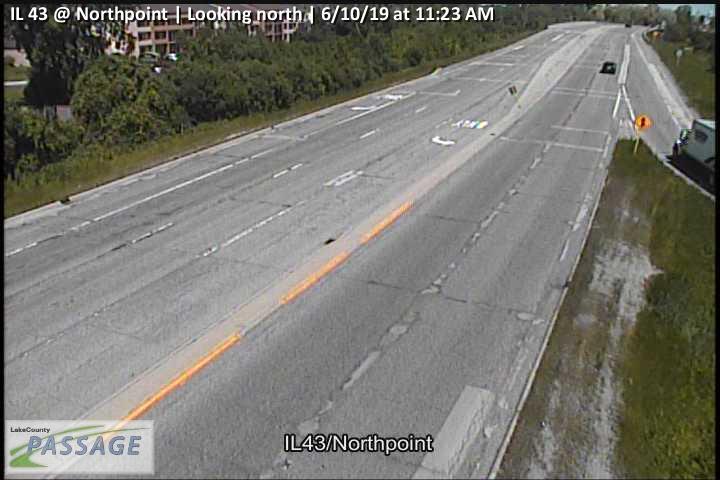 IL 43 @ Northpoint | Looking north | 6/10/19 at 11:23 AM
IL43/Northpoint
LakeCounty
PASSAGE